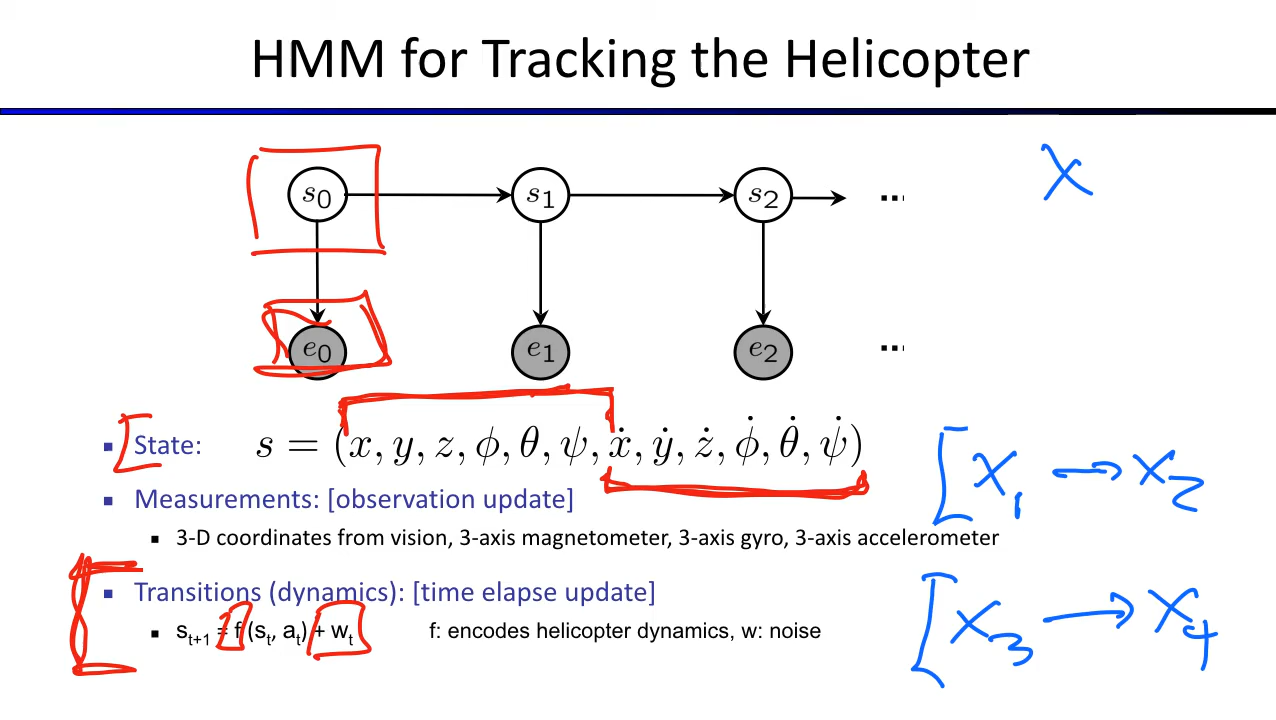 HMM for Tracking the Helicopter
X
s₀ s₁ s₂ ...
e₀ e₁ e₂ ...
▪ State: s = (x, y, z, ϕ, θ, ψ, ẋ, ẏ, ż, ϕ̇, θ̇, ψ̇)
X₁ ↔ X₂
▪ Measurements: [observation update]
▪ 3-D coordinates from vision, 3-axis magnetometer, 3-axis gyro, 3-axis accelerometer
▪ Transitions (dynamics): [time elapse update]
▪ sₜ₊₁ = f (sₜ, aₜ) + wₜ f: encodes helicopter dynamics, w: noise
X₃ → X₄